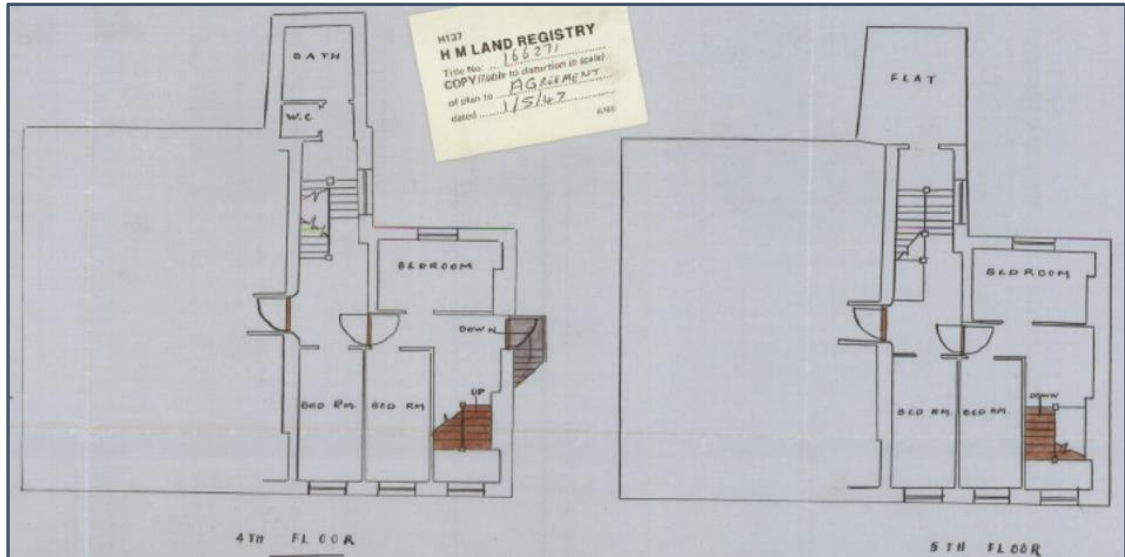 H137
H M LAND REGISTRY
Title No: 166271
COPY (liable to distortion in scale)
of plan to AGREEMENT
dated 1/5/47
6/80
BATH
W.C
BEDROOM
DOWN
UP
BED RM. BED RM
4TH FLOOR
FLAT
BEDROOM
DOWN
BED RM. BED RM.
5TH FLOOR